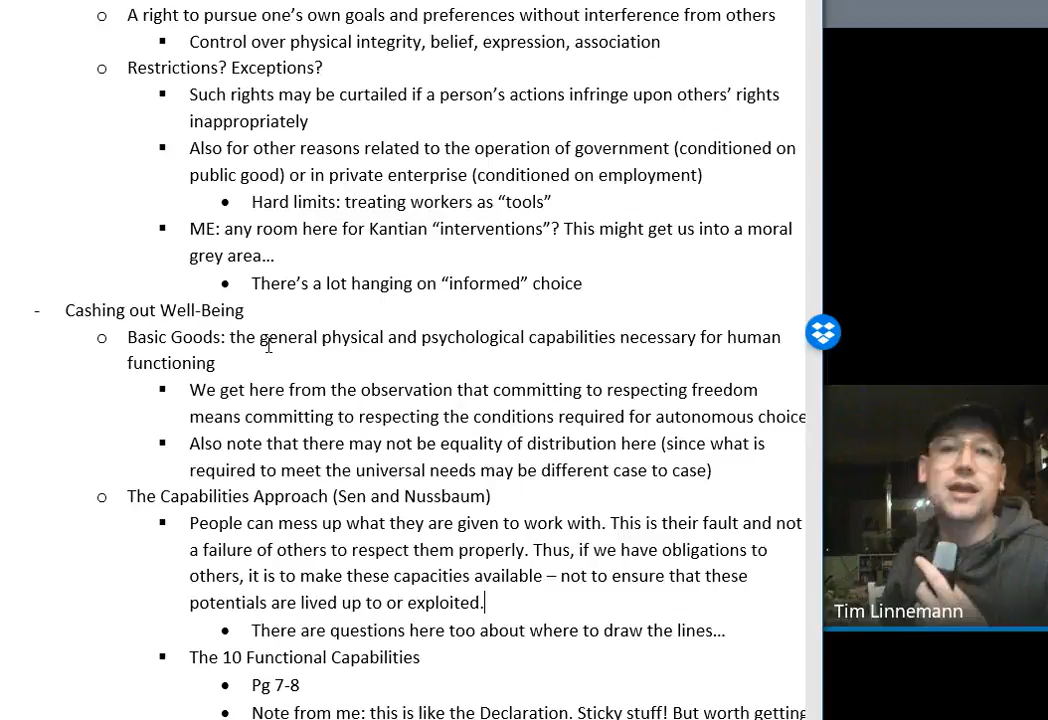 o A right to pursue one’s own goals and preferences without interference from others
▪ Control over physical integrity, belief, expression, association
o Restrictions? Exceptions?
▪ Such rights may be curtailed if a person’s actions infringe upon others’ rights
inappropriately
▪ Also for other reasons related to the operation of government (conditioned on
public good) or in private enterprise (conditioned on employment)
• Hard limits: treating workers as “tools”
▪ ME: any room here for Kantian “interventions”? This might get us into a moral
grey area…
• There’s a lot hanging on “informed” choice
- Cashing out Well-Being
o Basic Goods: the general physical and psychological capabilities necessary for human
functioning
▪ We get here from the observation that committing to respecting freedom
means committing to respecting the conditions required for autonomous choice
▪ Also note that there may not be equality of distribution here (since what is
required to meet the universal needs may be different case to case)
o The Capabilities Approach (Sen and Nussbaum)
▪ People can mess up what they are given to work with. This is their fault and not
a failure of others to respect them properly. Thus, if we have obligations to
others, it is to make these capacities available – not to ensure that these
potentials are lived up to or exploited.
• There are questions here too about where to draw the lines…
▪ The 10 Functional Capabilities
• Pg 7-8
• Note from me: this is like the Declaration. Sticky stuff! But worth getting
Tim Linnemann